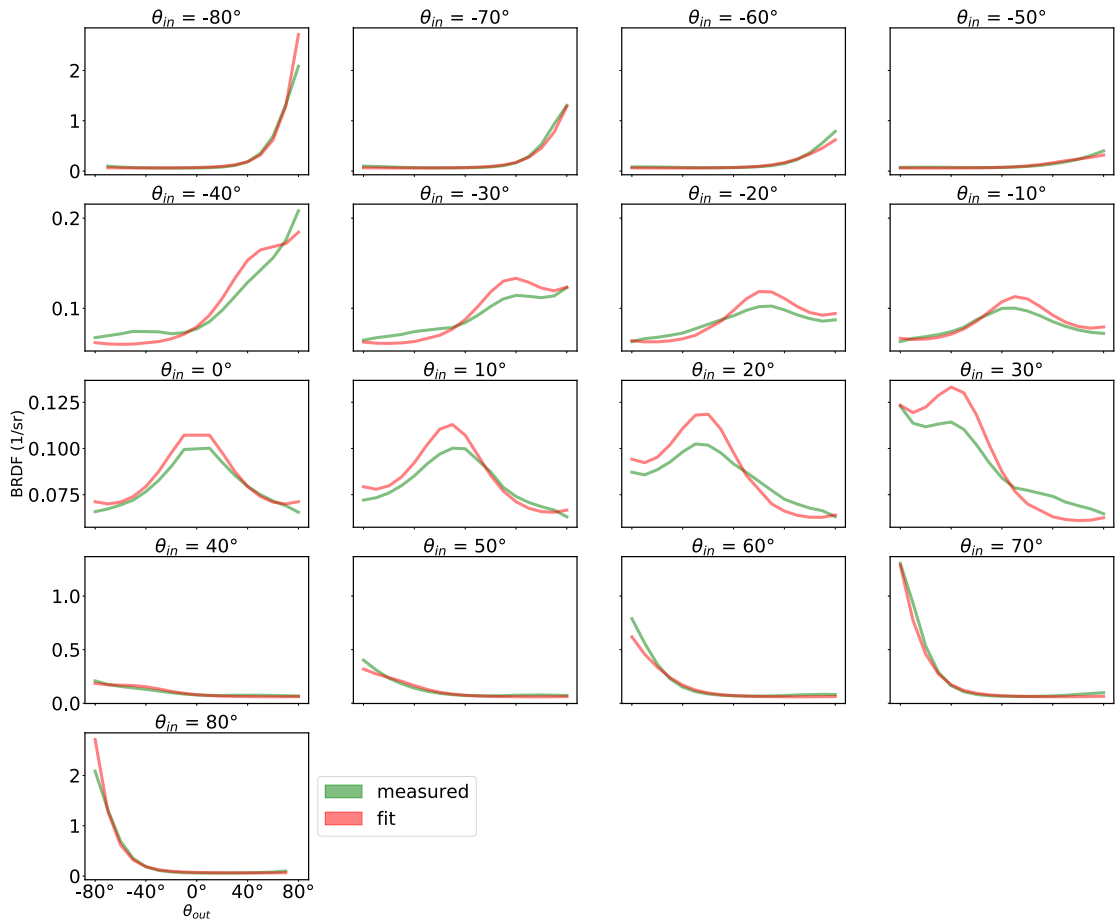 θin = -80°
θin = -70°
θin = -60°
θin = -50°
2
1
0
θin = -40°
θin = -30°
θin = -20°
θin = -10°
0.2
0.1
θin = 0°
θin = 10°
θin = 20°
θin = 30°
0.125
0.100
0.075
BRDF (1/sr)
θin = 40°
θin = 50°
θin = 60°
θin = 70°
1.0
0.5
0.0
θin = 80°
2
1
0
measured
fit
-80° -40° 0° 40° 80°
θout